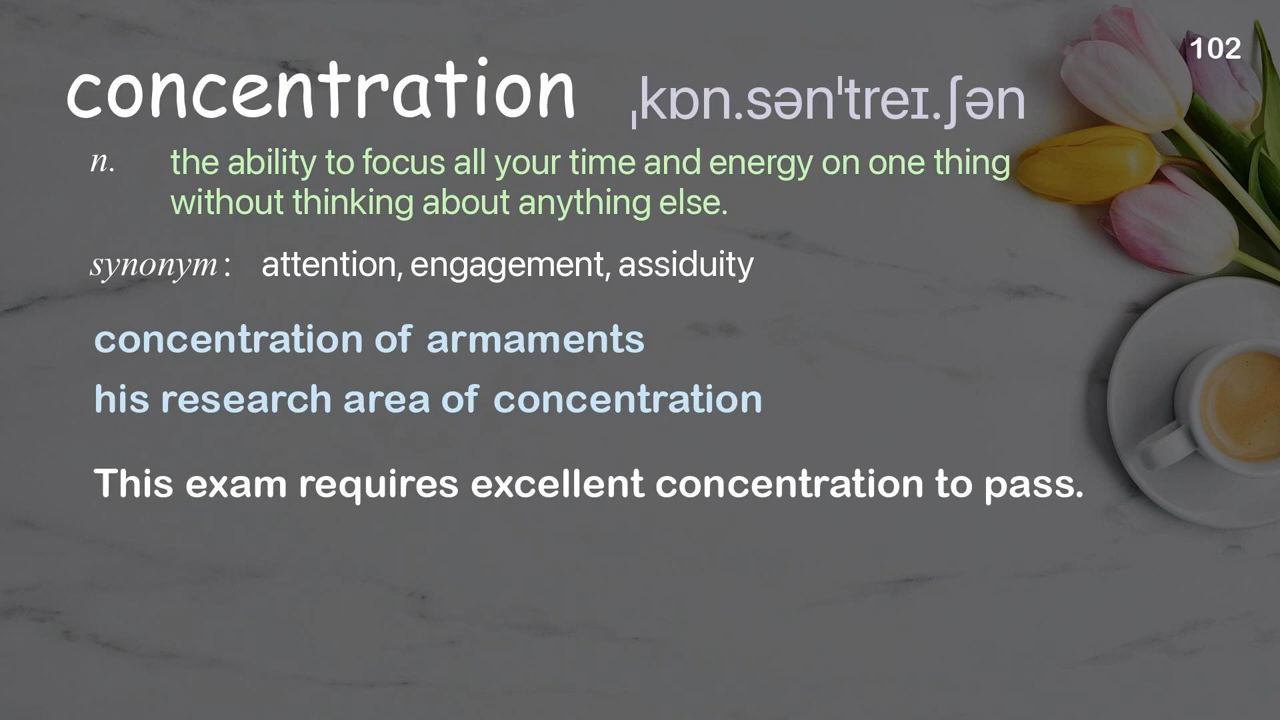 102
concentration ˌkɒn.sənˈtreɪ.ʃən
n. the ability to focus all your time and energy on one thing
without thinking about anything else.
synonym: attention, engagement, assiduity
concentration of armaments
his research area of concentration
This exam requires excellent concentration to pass.